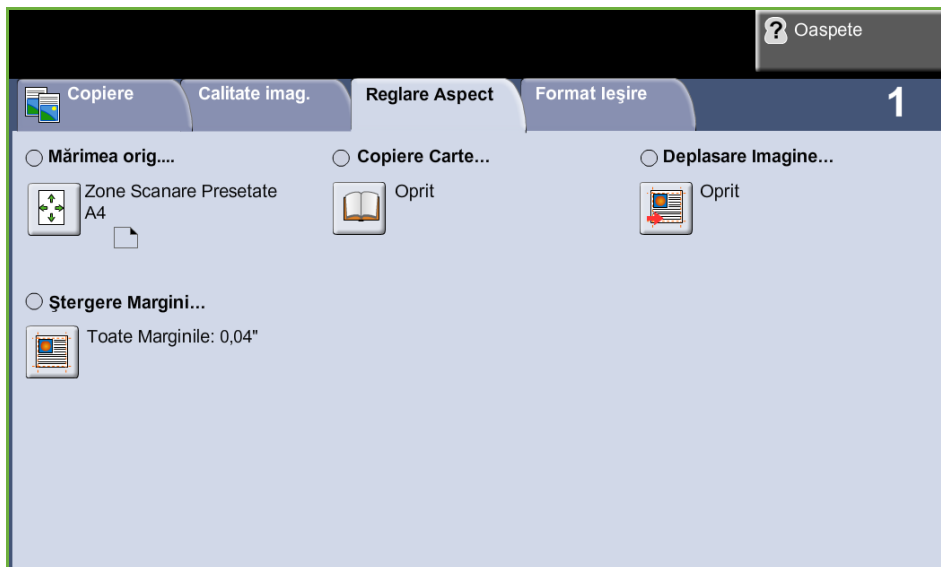 Oaspete
Copiere
Calitate imag.
Reglare Aspect
Format Ieşire
1
Mărimea orig....
Zone Scanare Presetate
A4
Copiere Carte...
Oprit
Deplasare Imagine...
Oprit
Ştergere Margini...
Toate Marginile: 0,04"